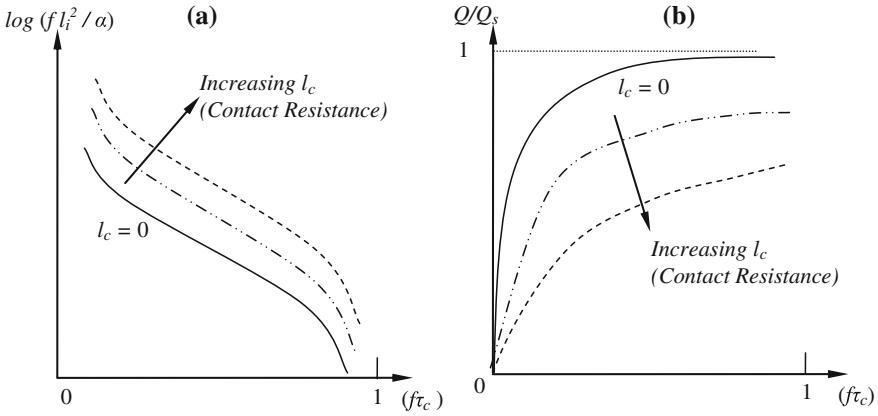 (a)
log (f l_i^2 / α)
Increasing l_c
(Contact Resistance)
l_c = 0
0
1
(fτ_c )
(b)
Q/Q_s
1
l_c = 0
Increasing l_c
(Contact Resistance)
0
1
(fτ_c)